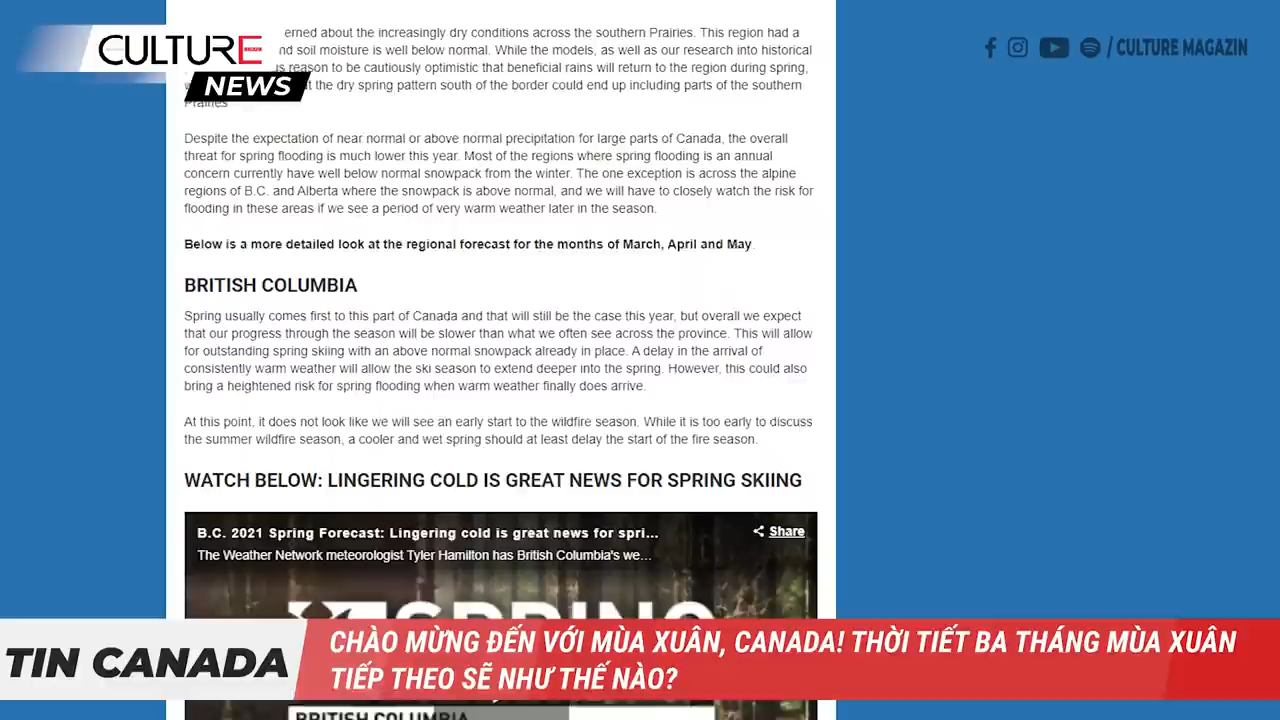 CULTURE
NEWS
/ CULTURE MAGAZIN
erned about the increasingly dry conditions across the southern Prairies. This region had a
nd soil moisture is well below normal. While the models, as well as our research into historical
s reason to be cautiously optimistic that beneficial rains will return to the region during spring,
t the dry spring pattern south of the border could end up including parts of the southern
Prairies
Despite the expectation of near normal or above normal precipitation for large parts of Canada, the overall
threat for spring flooding is much lower this year. Most of the regions where spring flooding is an annual
concern currently have well below normal snowpack from the winter. The one exception is across the alpine
regions of B.C. and Alberta where the snowpack is above normal, and we will have to closely watch the risk for
flooding in these areas if we see a period of very warm weather later in the season.
Below is a more detailed look at the regional forecast for the months of March, April and May.
BRITISH COLUMBIA
Spring usually comes first to this part of Canada and that will still be the case this year, but overall we expect
that our progress through the season will be slower than what we often see across the province. This will allow
for outstanding spring skiing with an above normal snowpack already in place. A delay in the arrival of
consistently warm weather will allow the ski season to extend deeper into the spring. However, this could also
bring a heightened risk for spring flooding when warm weather finally does arrive.
At this point, it does not look like we will see an early start to the wildfire season. While it is too early to discuss
the summer wildfire season, a cooler and wet spring should at least delay the start of the fire season.
WATCH BELOW: LINGERING COLD IS GREAT NEWS FOR SPRING SKIING
B.C. 2021 Spring Forecast: Lingering cold is great news for spri...
Share
The Weather Network meteorologist Tyler Hamilton has British Columbia's we...
SPRING
TIN CANADA
CHÀO MỪNG ĐẾN VỚI MÙA XUÂN, CANADA! THỜI TIẾT BA THÁNG MÙA XUÂN
TIẾP THEO SẼ NHƯ THẾ NÀO?
BRITISH COLUMBIA